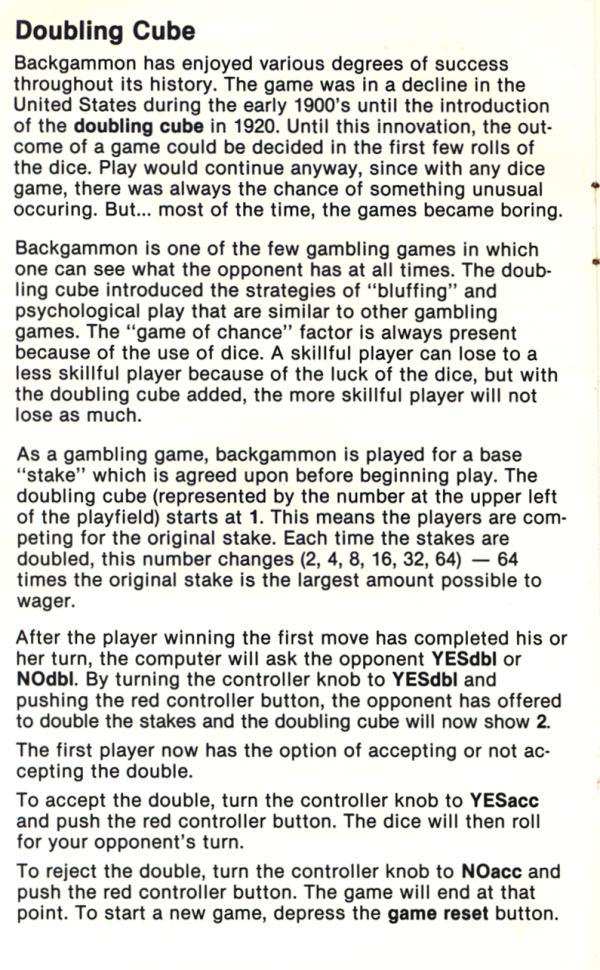 Doubling Cube
Backgammon has enjoyed various degrees of success
throughout its history. The game was in a decline in the
United States during the early 1900's until the introduction
of the doubling cube in 1920. Until this innovation, the out-
come of a game could be decided in the first few rolls of
the dice. Play would continue anyway, since with any dice
game, there was always the chance of something unusual
occuring. But... most of the time, the games became boring.
Backgammon is one of the few gambling games in which
one can see what the opponent has at all times. The doub-
ling cube introduced the strategies of "bluffing" and
psychological play that are similar to other gambling
games. The "game of chance" factor is always present
because of the use of dice. A skillful player can lose to a
less skillful player because of the luck of the dice, but with
the doubling cube added, the more skillful player will not
lose as much.
As a gambling game, backgammon is played for a base
"stake" which is agreed upon before beginning play. The
doubling cube (represented by the number at the upper left
of the playfield) starts at 1. This means the players are com-
peting for the original stake. Each time the stakes are
doubled, this number changes (2, 4, 8, 16, 32, 64) — 64
times the original stake is the largest amount possible to
wager.
After the player winning the first move has completed his or
her turn, the computer will ask the opponent YESdbl or
NOdbl. By turning the controller knob to YESdbl and
pushing the red controller button, the opponent has offered
to double the stakes and the doubling cube will now show 2.
The first player now has the option of accepting or not ac-
cepting the double.
To accept the double, turn the controller knob to YESacc
and push the red controller button. The dice will then roll
for your opponent's turn.
To reject the double, turn the controller knob to NOacc and
push the red controller button. The game will end at that
point. To start a new game, depress the game reset button.